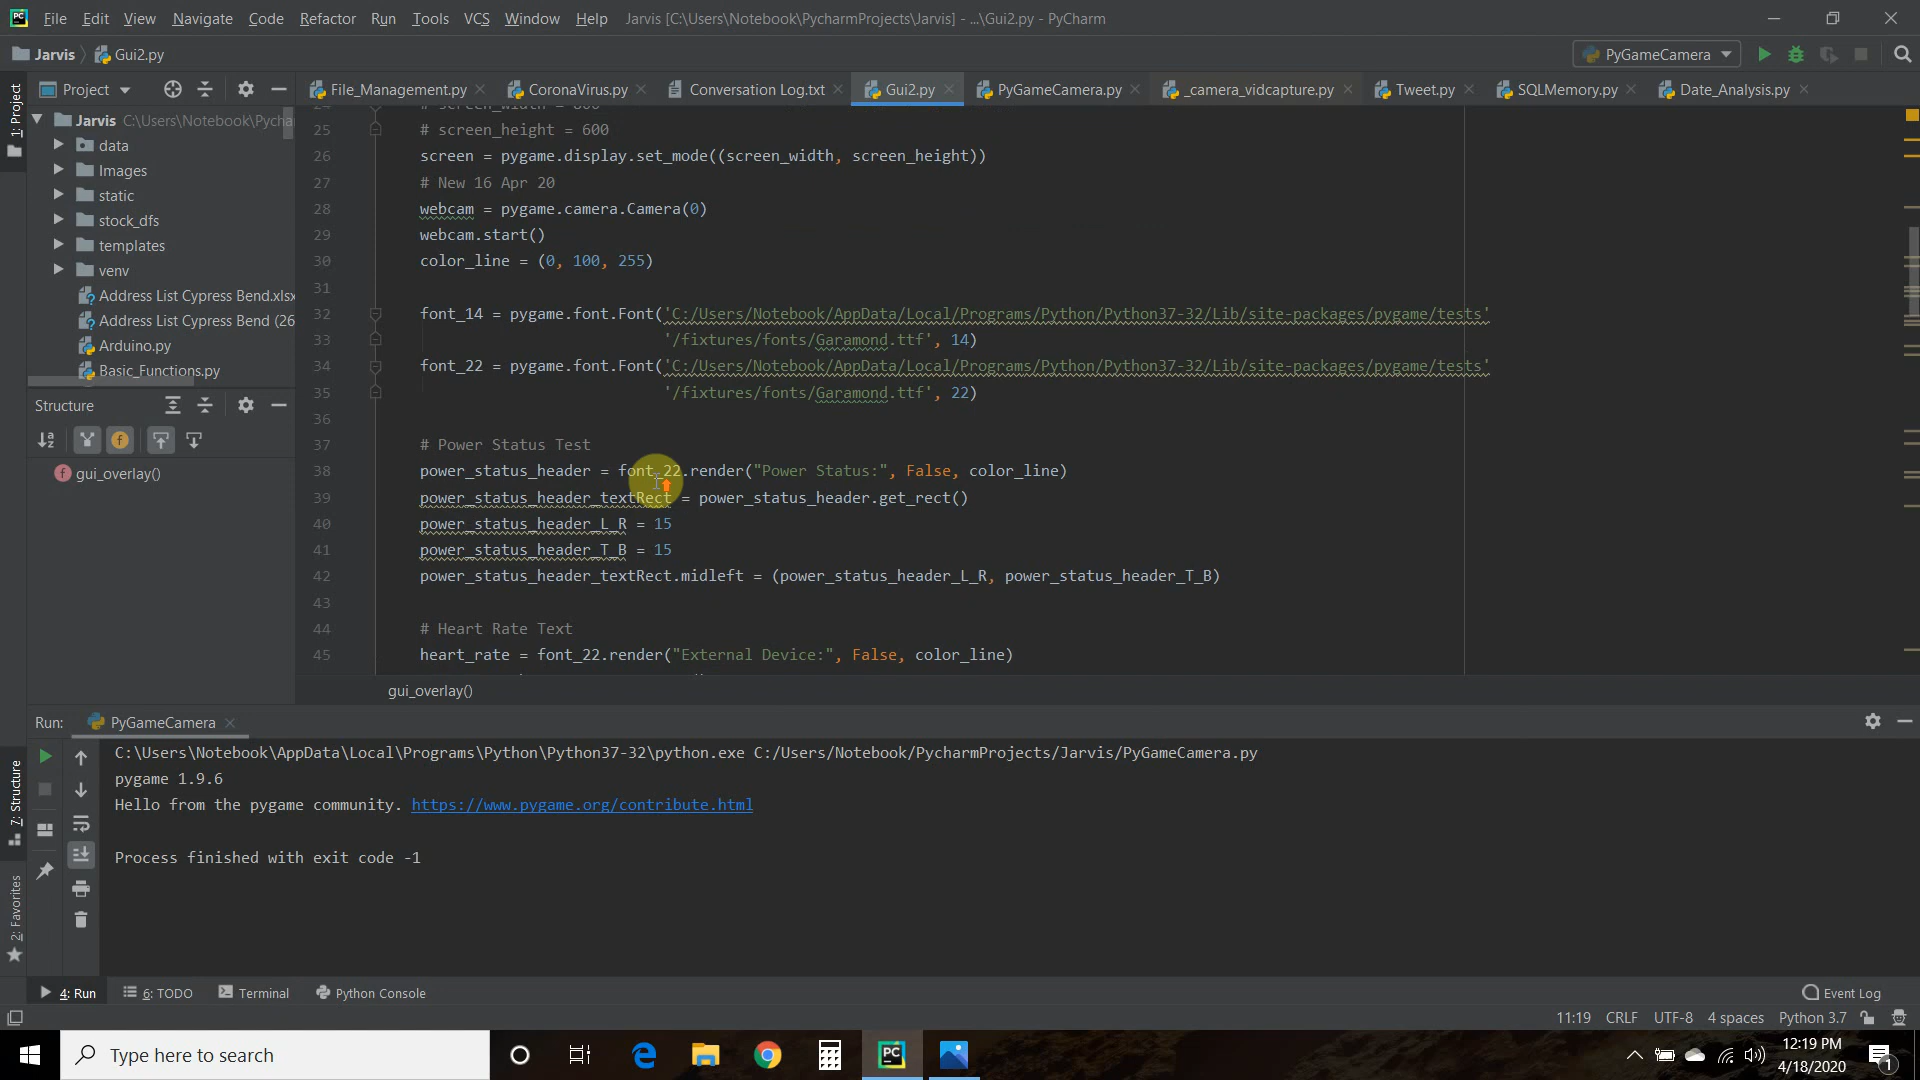 File Edit View Navigate Code Refactor Run Tools VCS Window Help Jarvis [C:\Users\Notebook\PycharmProjects\Jarvis] - ...\Gui2.py - PyCharm
Jarvis Gui2.py PyGameCamera
1: Project
Project
File_Management.py CoronaVirus.py Conversation Log.txt Gui2.py PyGameCamera.py _camera_vidcapture.py Tweet.py SQLMemory.py Date_Analysis.py
Jarvis C:\Users\Notebook\Pycha
data
Images
static
stock_dfs
templates
venv
Address List Cypress Bend.xlsx
Address List Cypress Bend (26
Arduino.py
Basic_Functions.py
Structure
gui_overlay()
24 # screen_width = 800
25 # screen_height = 600
26 screen = pygame.display.set_mode((screen_width, screen_height))
27 # New 16 Apr 20
28 webcam = pygame.camera.Camera(0)
29 webcam.start()
30 color_line = (0, 100, 255)
31
32 font_14 = pygame.font.Font('C:/Users/Notebook/AppData/Local/Programs/Python/Python37-32/Lib/site-packages/pygame/tests'
33 '/fixtures/fonts/Garamond.ttf', 14)
34 font_22 = pygame.font.Font('C:/Users/Notebook/AppData/Local/Programs/Python/Python37-32/Lib/site-packages/pygame/tests'
35 '/fixtures/fonts/Garamond.ttf', 22)
36
37 # Power Status Test
38 power_status_header = font_22.render("Power Status:", False, color_line)
39 power_status_header_textRect = power_status_header.get_rect()
40 power_status_header_L_R = 15
41 power_status_header_T_B = 15
42 power_status_header_textRect.midleft = (power_status_header_L_R, power_status_header_T_B)
43
44 # Heart Rate Text
45 heart_rate = font_22.render("External Device:", False, color_line)
gui_overlay()
Run: PyGameCamera
C:\Users\Notebook\AppData\Local\Programs\Python\Python37-32\python.exe C:/Users/Notebook/PycharmProjects/Jarvis/PyGameCamera.py
pygame 1.9.6
Hello from the pygame community. https://www.pygame.org/contribute.html
Process finished with exit code -1
7: Structure
2: Favorites
4: Run 6: TODO Terminal Python Console Event Log
11:19 CRLF UTF-8 4 spaces Python 3.7
Type here to search
12:19 PM
4/18/2020
1